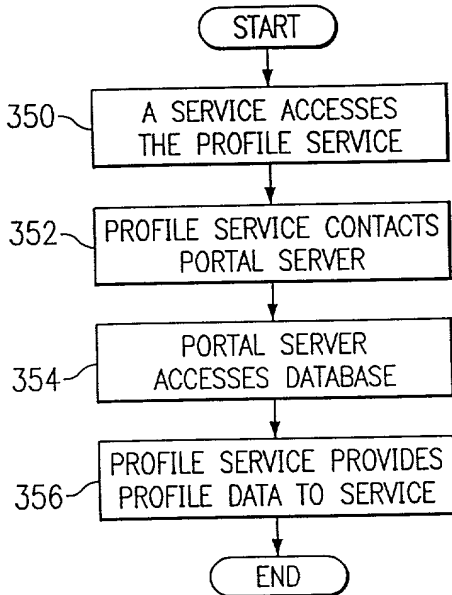 START
350
A SERVICE ACCESSES
THE PROFILE SERVICE
352
PROFILE SERVICE CONTACTS
PORTAL SERVER
354
PORTAL SERVER
ACCESSES DATABASE
356
PROFILE SERVICE PROVIDES
PROFILE DATA TO SERVICE
END